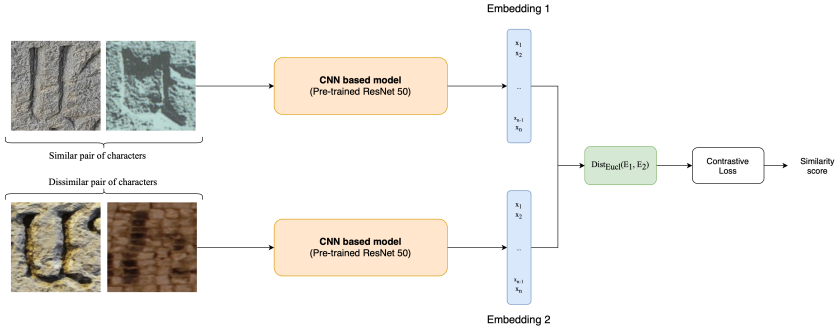 Embedding 1
x1
x2
...
xn-1
xn
CNN based model
(Pre-trained ResNet 50)
Similar pair of characters
DistEucl(E1, E2)
Contrastive
Loss
Similarity
score
Dissimilar pair of characters
CNN based model
(Pre-trained ResNet 50)
x1
x2
...
xn-1
xn
Embedding 2